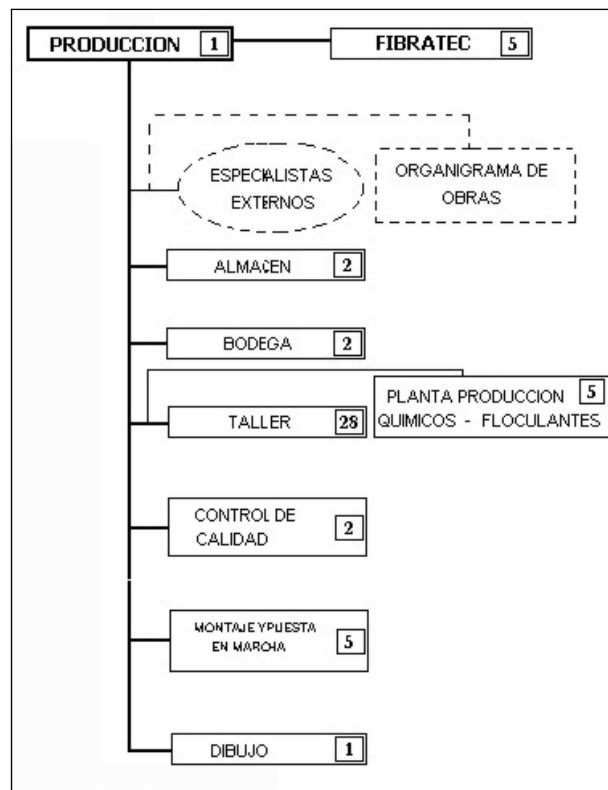 PRODUCCION 1
FIBRATEC 5
ESPECIALISTAS
EXTERNOS
ORGANIGRAMA DE
OBRAS
ALMACEN 2
BODEGA 2
PLANTA PRODUCCION 5
QUIMICOS - FLOCULANTES
TALLER 28
CONTROL DE
CALIDAD 2
MONTAJE Y PUESTA
EN MARCHA 5
DIBUJO 1